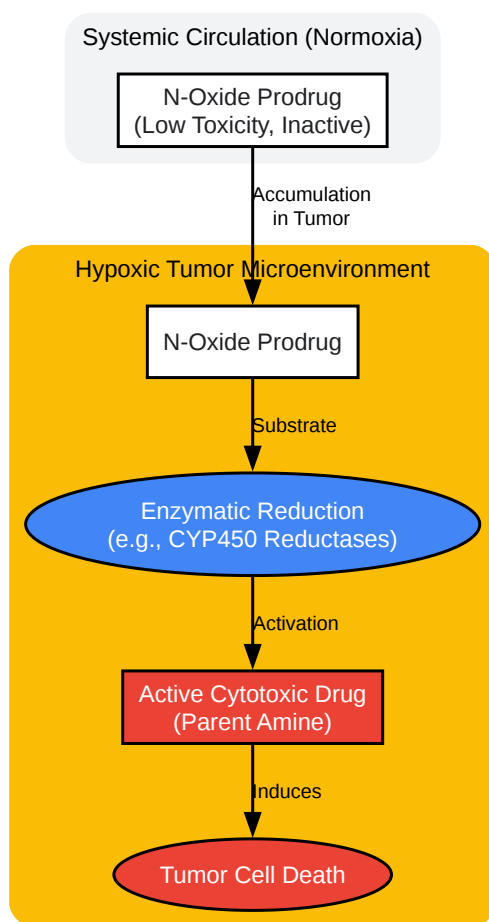 Systemic Circulation (Normoxia)
N-Oxide Prodrug
(Low Toxicity, Inactive)
Accumulation
in Tumor
Hypoxic Tumor Microenvironment
N-Oxide Prodrug
Substrate
Enzymatic Reduction
(e.g., CYP450 Reductases)
Activation
Active Cytotoxic Drug
(Parent Amine)
Induces
Tumor Cell Death